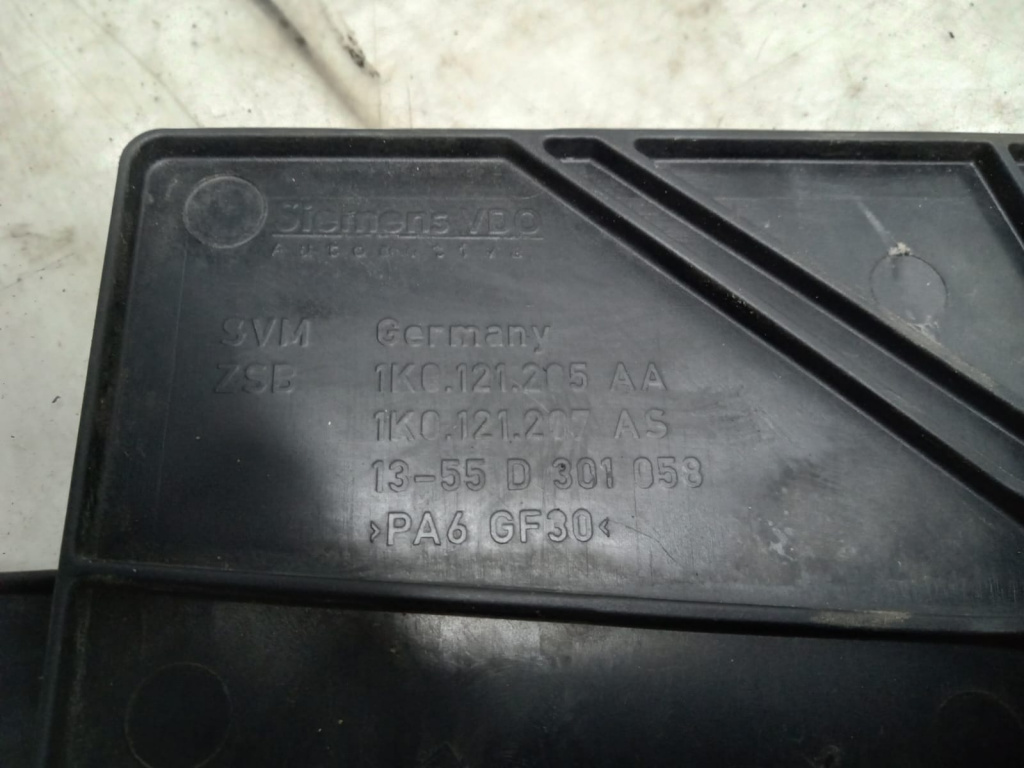 Siemens VDO
Automotive
SVM Germany
ZSB 1K0.121.205 AA
1K0.121.207 AS
13-55 D 301 058
>PA6 GF30<